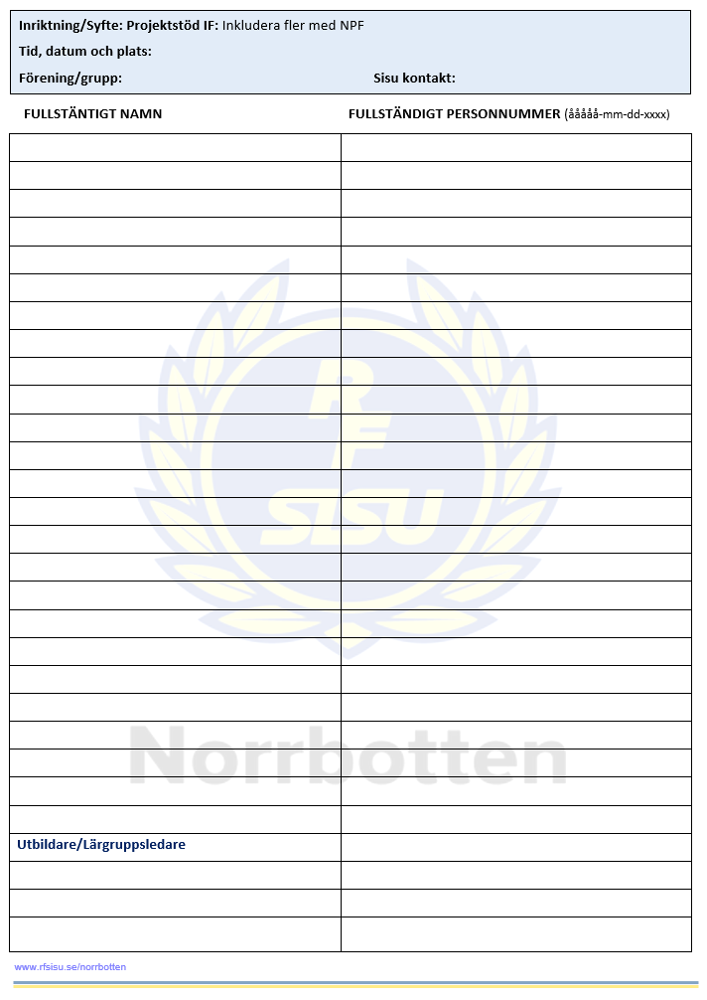 Inriktning/Syfte: Projektstöd IF: Inkludera fler med NPF
Tid, datum och plats:
Förening/grupp: Sisu kontakt:
FULLSTÄNTIGT NAMN FULLSTÄNDIGT PERSONNUMMER (ååååå-mm-dd-xxxx)
RF
SISU
Norrbotten
Utbildare/Lärgruppsledare
www.rfsisu.se/norrbotten